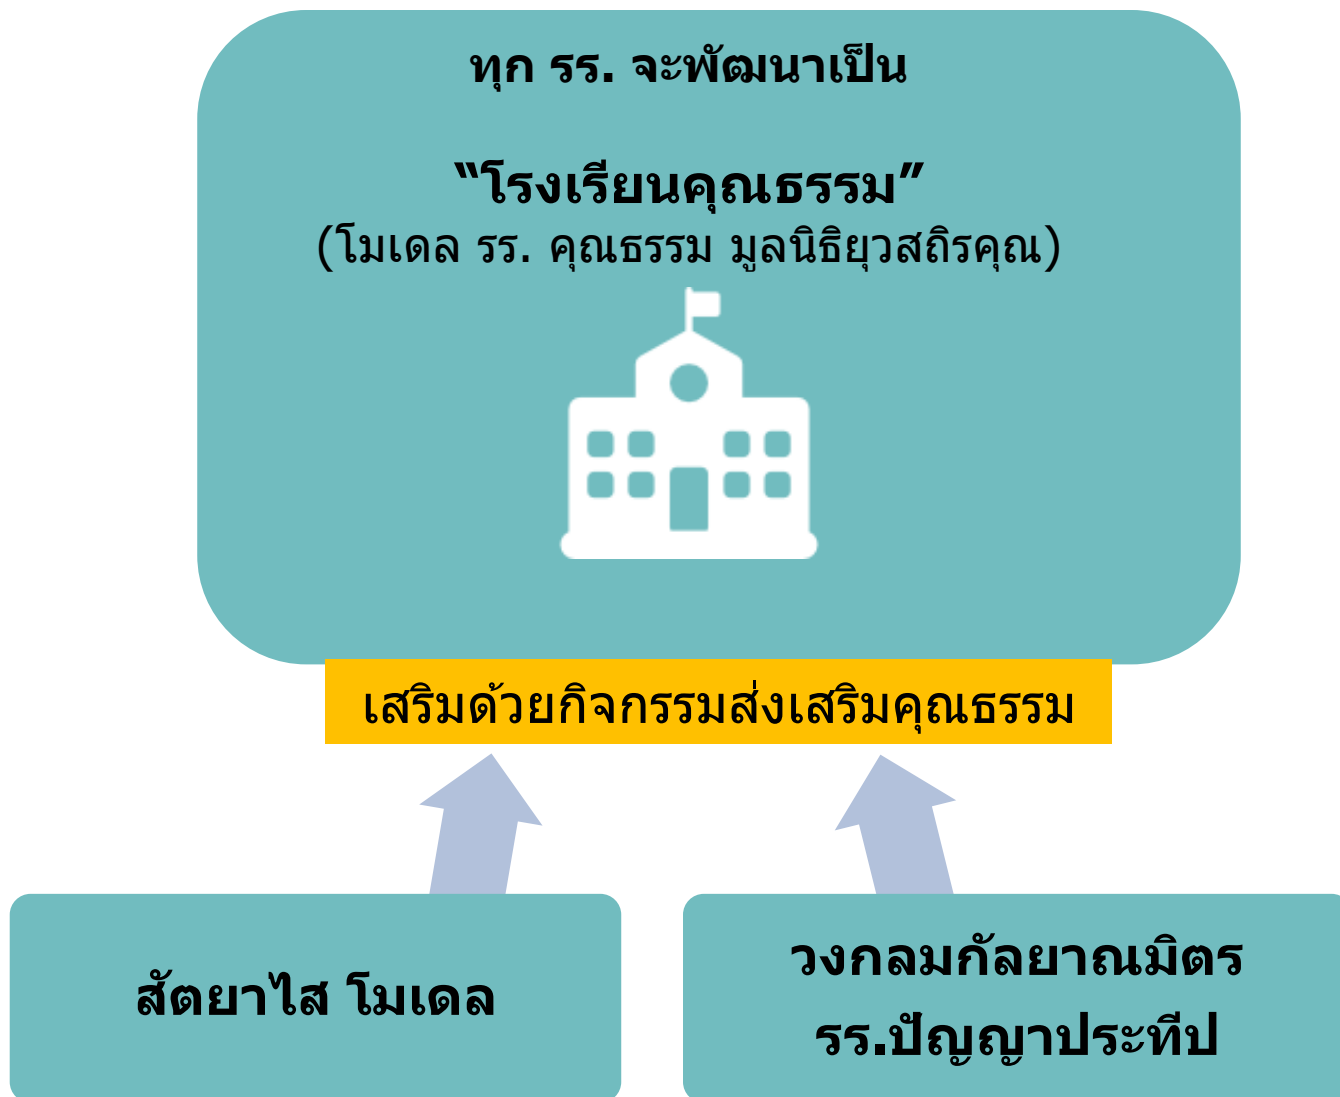 ทุก รร. จะพัฒนาเป็น
“โรงเรียนคุณธรรม”
(โมเดล รร. คุณธรรม มูลนิธิยุวสถิรคุณ)
เสริมด้วยกิจกรรมส่งเสริมคุณธรรม
สัตยาไส โมเดล
วงกลมกัลยาณมิตร
รร.ปัญญาประทีป